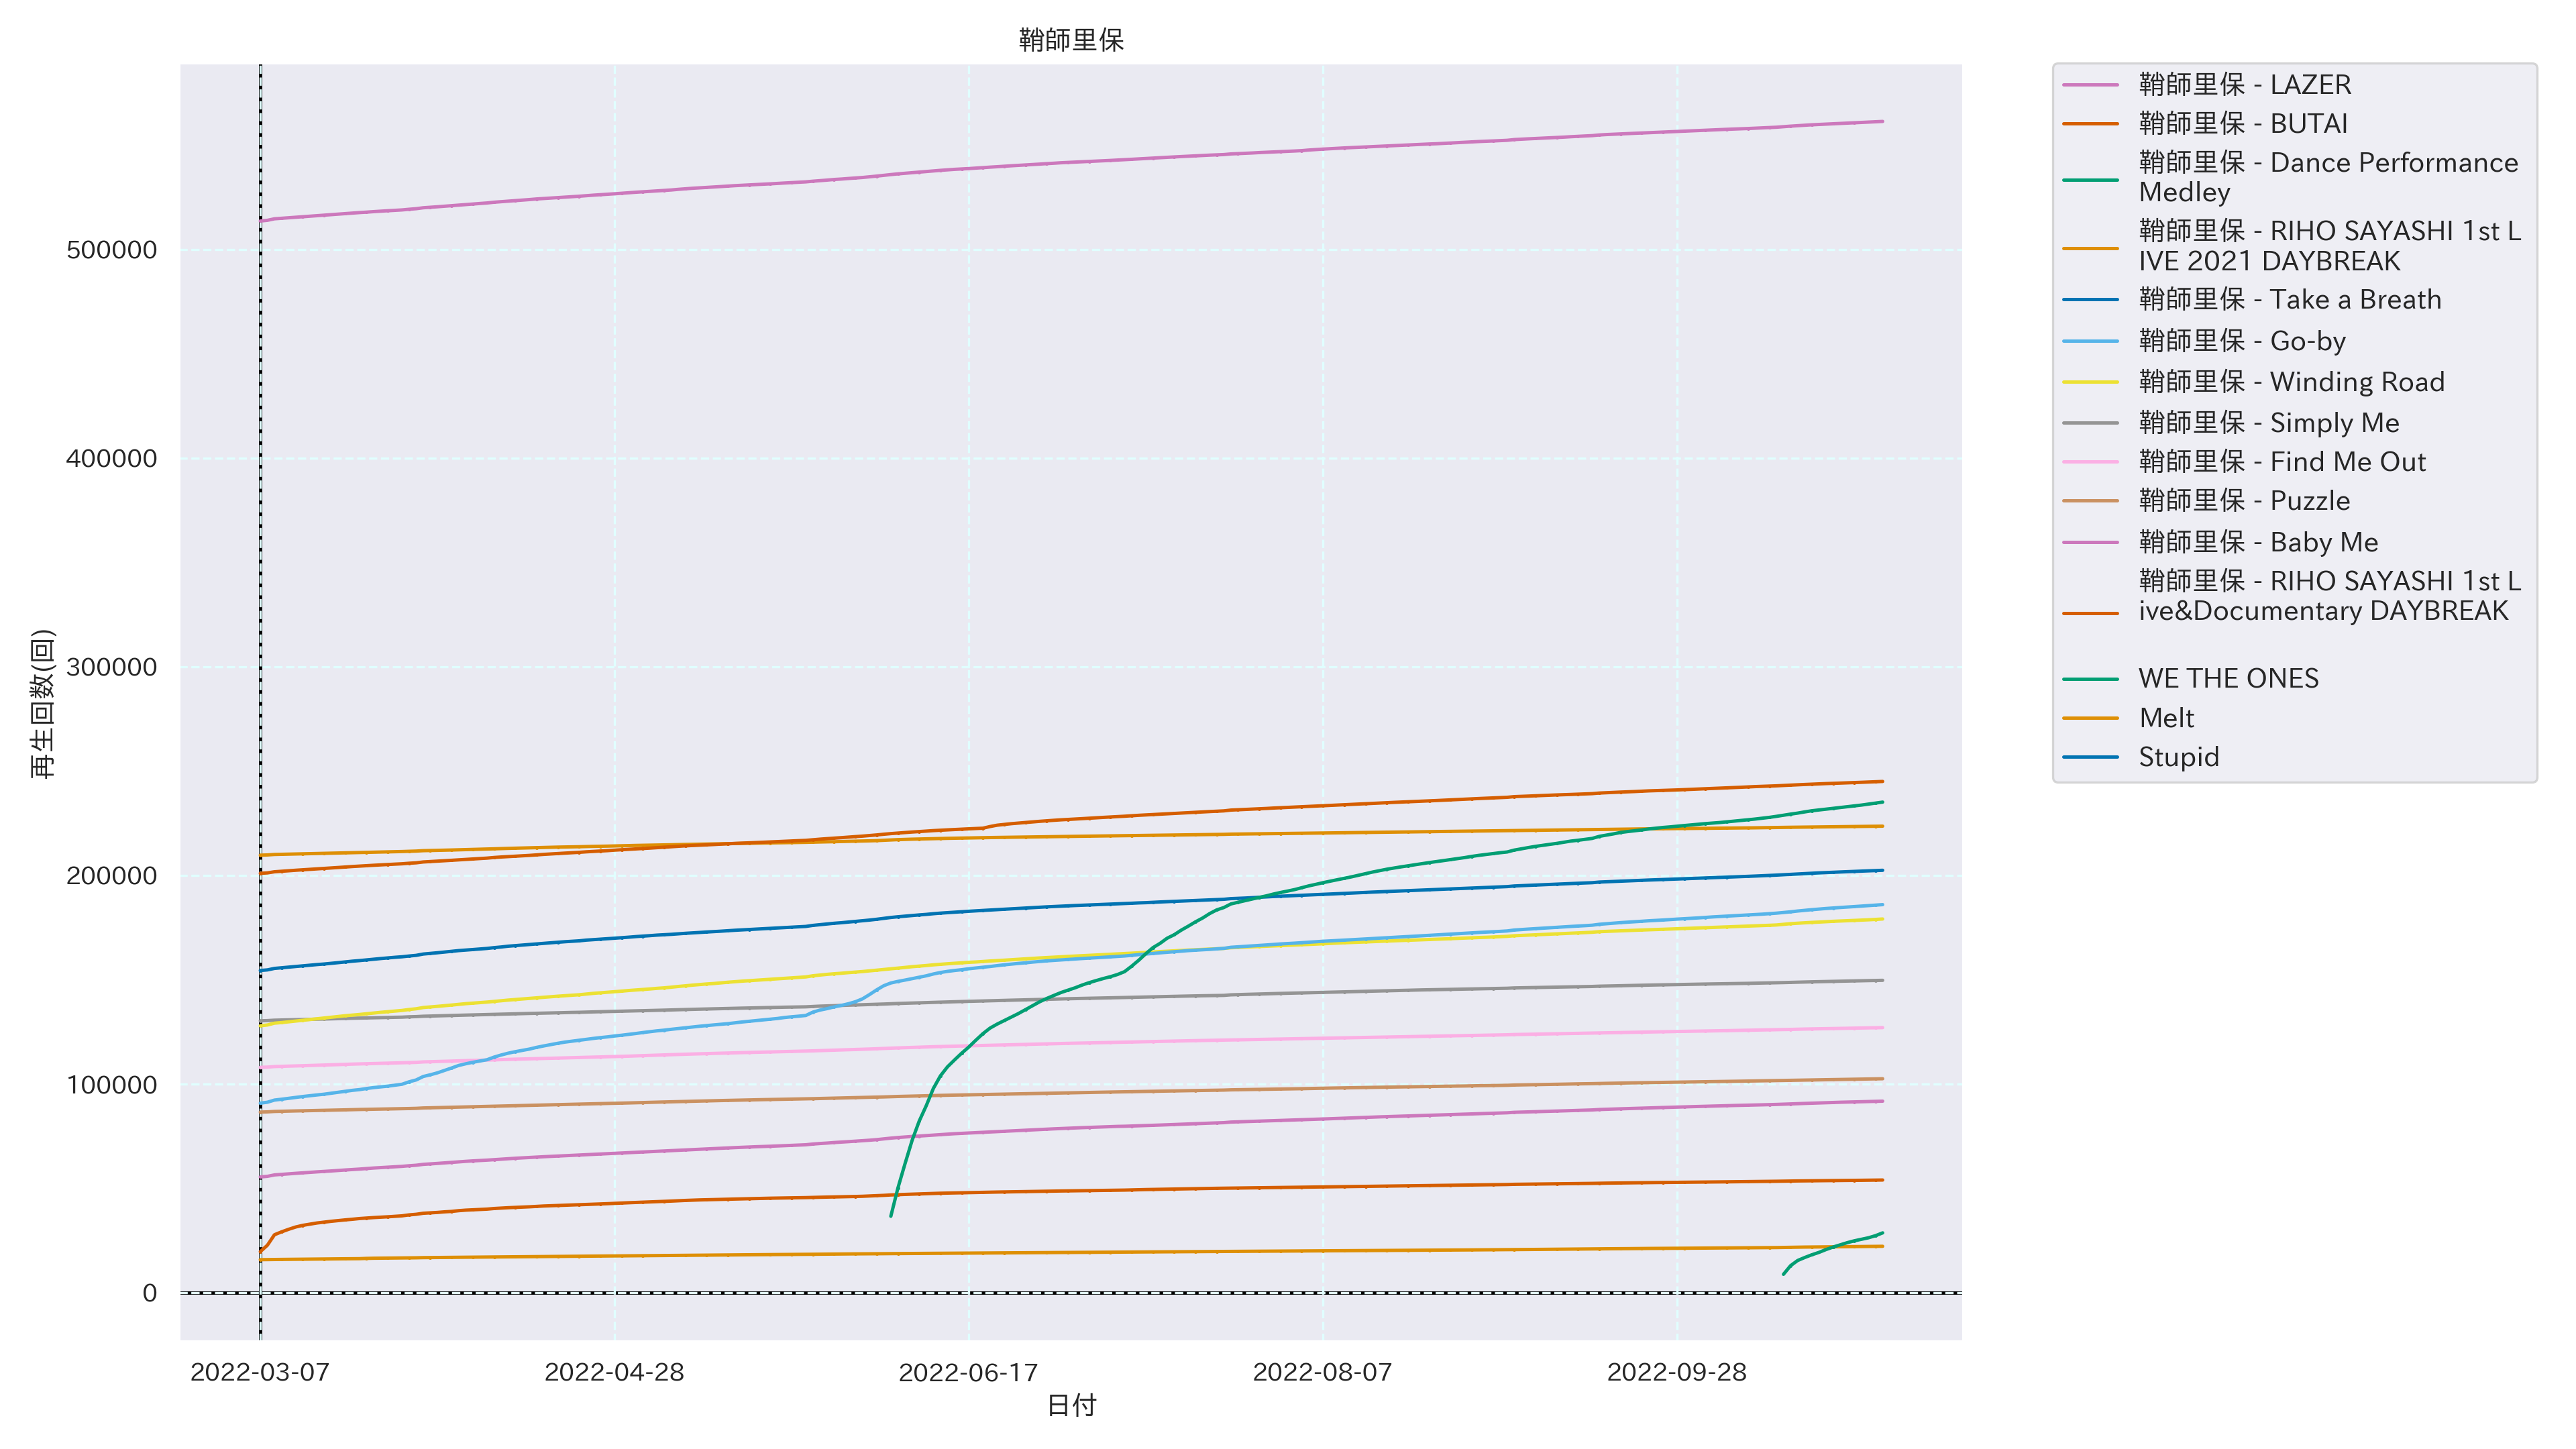 鞘師里保
500000
400000
300000
200000
100000
0
再生回数(回)
2022-03-07
2022-04-28
2022-06-17
2022-08-07
2022-09-28
日付
鞘師里保 - LAZER
鞘師里保 - BUTAI
鞘師里保 - Dance Performance
Medley
鞘師里保 - RIHO SAYASHI 1st L
IVE 2021 DAYBREAK
鞘師里保 - Take a Breath
鞘師里保 - Go-by
鞘師里保 - Winding Road
鞘師里保 - Simply Me
鞘師里保 - Find Me Out
鞘師里保 - Puzzle
鞘師里保 - Baby Me
鞘師里保 - RIHO SAYASHI 1st L
ive&Documentary DAYBREAK
WE THE ONES
Melt
Stupid